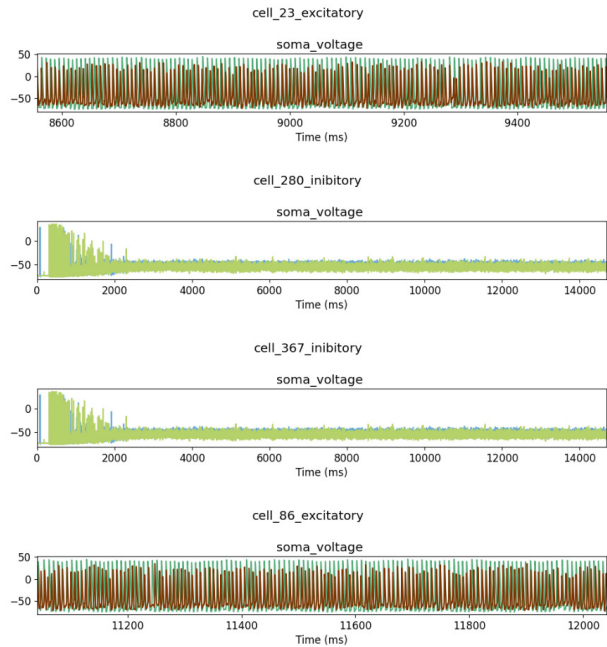 cell_23_excitatory
soma_voltage
50
0
−50
8600 8800 9000 9200 9400
Time (ms)
cell_280_inibitory
soma_voltage
0
−50
0 2000 4000 6000 8000 10000 12000 14000
Time (ms)
cell_367_inibitory
soma_voltage
0
−50
0 2000 4000 6000 8000 10000 12000 14000
Time (ms)
cell_86_excitatory
soma_voltage
50
0
−50
11200 11400 11600 11800 12000
Time (ms)